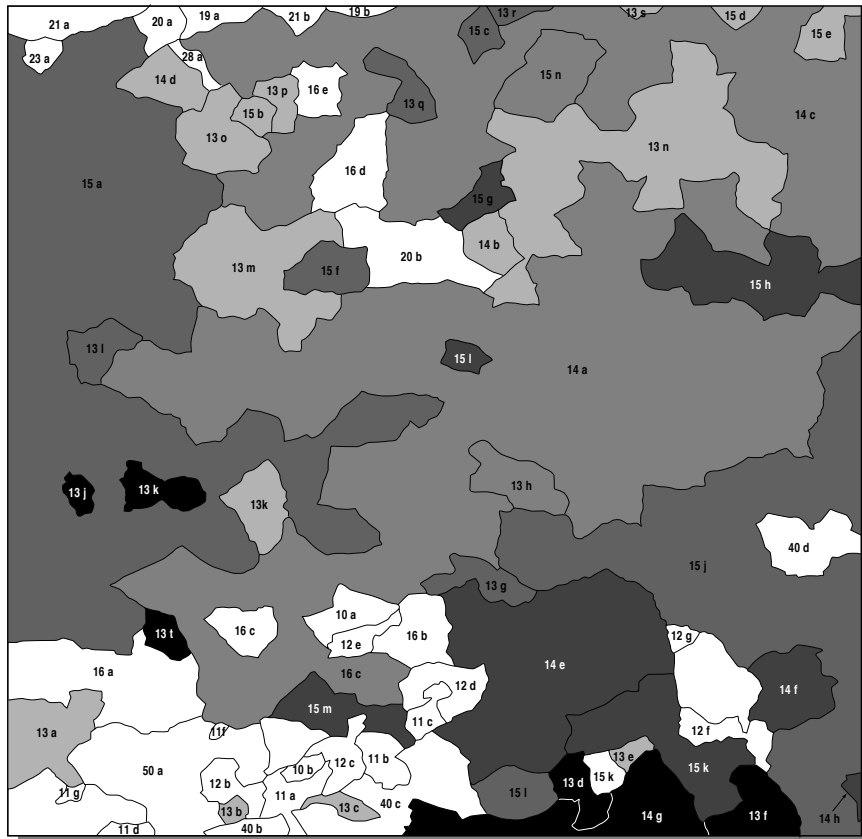 21 a
20 a
19 a
21 b
19 b
13 r
13 s
15 d
15 c
15 e
23 a
28 a
14 d
13 p
16 e
15 n
13 q
15 b
14 c
13 o
13 n
16 d
15 a
15 g
14 b
20 b
13 m
15 f
15 h
13 l
15 l
14 a
13 h
13 j
13 k
13k
40 d
15 j
13 g
10 a
13 t
16 c
12 e
16 b
12 g
14 e
16 a
16 c
12 d
14 f
15 m
11 c
13 a
11f
12 f
13 e
50 a
10 b
12 c
11 b
15 k
15 k
12 b
13 d
11 g
11 a
15 l
13 b
13 c
40 c
14 g
13 f
14 h
11 d
40 b